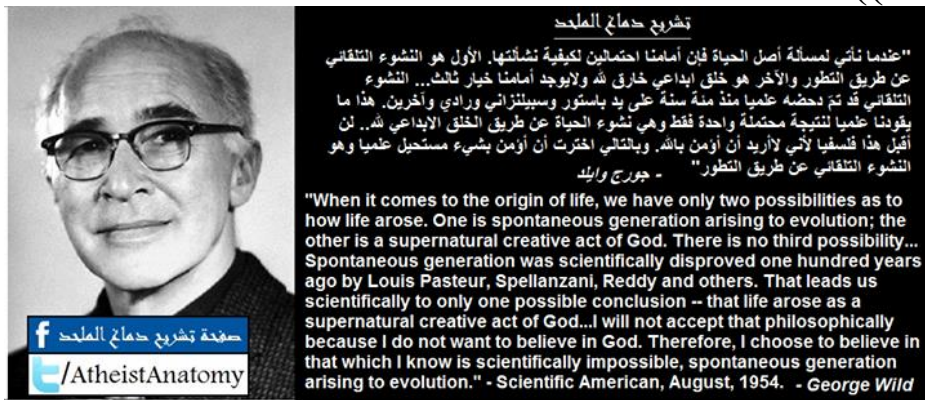 تشريح دماغ الملحد
"عندما نأتي لمسألة أصل الحياة فإن أمامنا احتمالين لكيفية نشألتها. الأول هو النشوء التلقائي
عن طريق التطور والآخر هو خلق ابداعي خارق لله ولايوجد أمامنا خيار ثالث... النشوء
التلقائي قد تمّ دحضه علميا منذ مئة سنة على يد باستور وسبيلنزاني ورادي وآخرين. هذا ما
يقودنا علميا لنتيجة محتملة واحدة فقط وهي نشوء الحياة عن طريق الخلق الابداعي لله.. لن
أقبل هذا فلسفيا لأني لاأريد أن أؤمن بالله. وبالتالي اخترت أن أؤمن بشيء مستحيل علميا وهو
النشوء التلقائي عن طريق التطور" - جورج وايلد
"When it comes to the origin of life, we have only two possibilities as to
how life arose. One is spontaneous generation arising to evolution; the
other is a supernatural creative act of God. There is no third possibility...
Spontaneous generation was scientifically disproved one hundred years
ago by Louis Pasteur, Spellanzani, Reddy and others. That leads us
scientifically to only one possible conclusion -- that life arose as a
supernatural creative act of God...I will not accept that philosophically
because I do not want to believe in God. Therefore, I choose to believe in
that which I know is scientifically impossible, spontaneous generation
arising to evolution." - Scientific American, August, 1954. - George Wild
صفحة تشريح دماغ الملحد f
/AtheistAnatomy